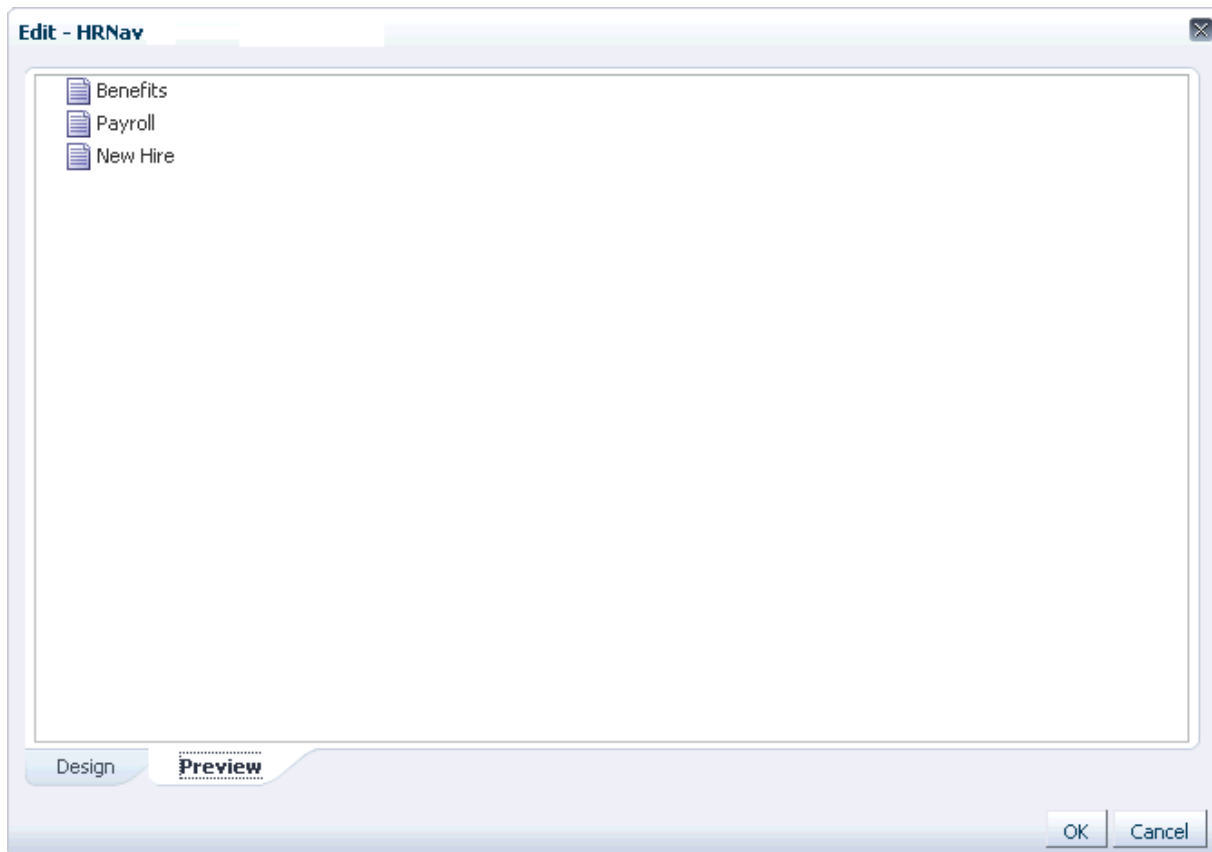 Edit - HRNav
Benefits
Payroll
New Hire
Design Preview
OK Cancel